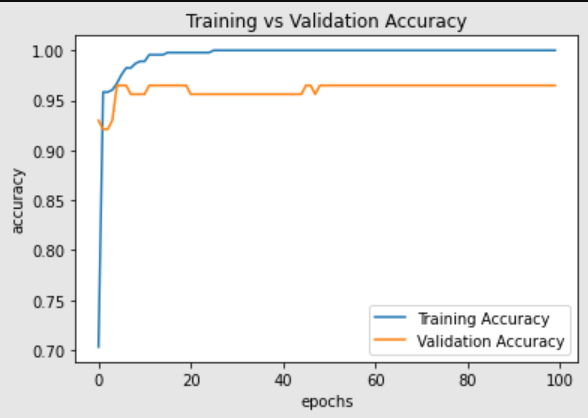 Training vs Validation Accuracy
1.00
0.95
0.90
0.85
0.80
0.75
0.70
accuracy
Training Accuracy
Validation Accuracy
0 20 40 60 80 100
epochs